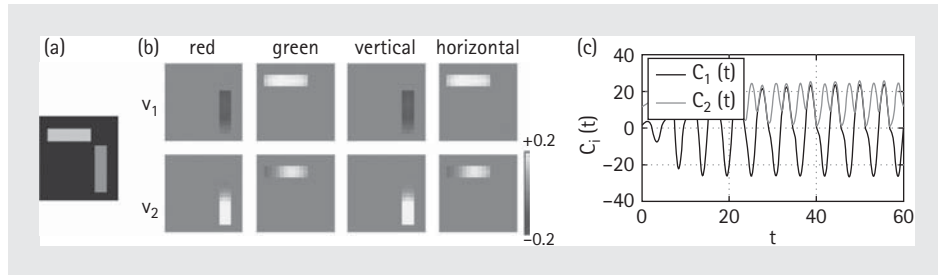 (a) (b) red green vertical horizontal (c)
v1
v2
+0.2
−0.2
40
20
0
−20
−40
Ci (t)
C1 (t)
C2 (t)
0 20 40 60
t